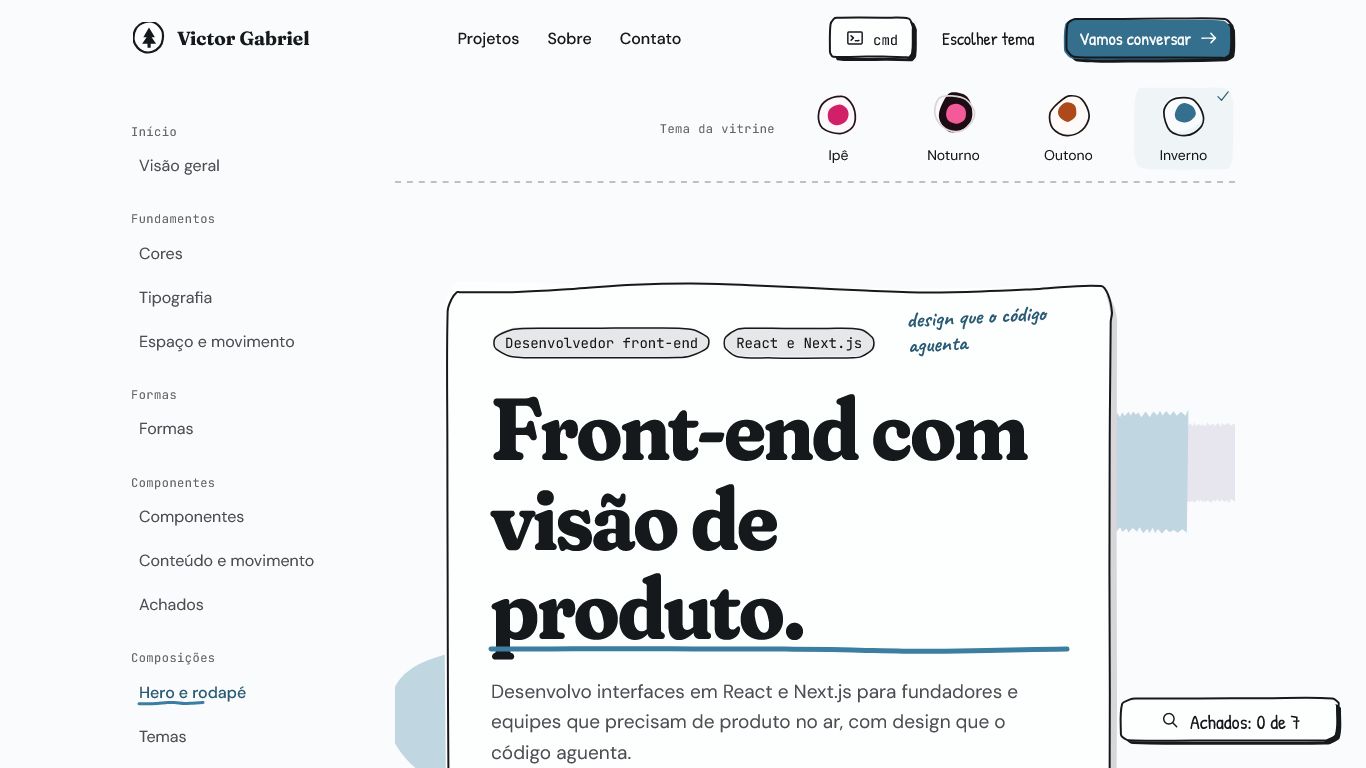 Victor Gabriel
Projetos
Sobre
Contato
cmd
Escolher tema
Vamos conversar
Início
Visão geral
Fundamentos
Cores
Tipografia
Espaço e movimento
Formas
Formas
Componentes
Componentes
Conteúdo e movimento
Achados
Composições
Hero e rodapé
Temas
Tema da vitrine
Ipê
Noturno
Outono
Inverno
Desenvolvedor front-end
React e Next.js
design que o código
aguenta
Front-end com
visão de
produto.
Desenvolvo interfaces em React e Next.js para fundadores e
equipes que precisam de produto no ar, com design que o
código aguenta.
Achados: 0 de 7